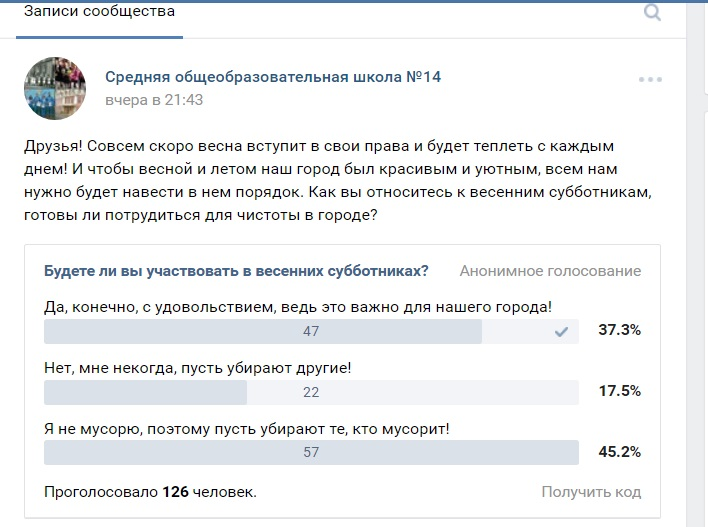 Записи сообщества
Средняя общеобразовательная школа №14
вчера в 21:43
Друзья! Совсем скоро весна вступит в свои права и будет теплеть с каждым
днем! И чтобы весной и летом наш город был красивым и уютным, всем нам
нужно будет навести в нем порядок. Как вы относитесь к весенним субботникам,
готовы ли потрудиться для чистоты в городе?
Будете ли вы участвовать в весенних субботниках? Анонимное голосование
Да, конечно, с удовольствием, ведь это важно для нашего города!
47 37.3%
Нет, мне некогда, пусть убирают другие!
22 17.5%
Я не мусорю, поэтому пусть убирают те, кто мусорит!
57 45.2%
Проголосовало 126 человек. Получить код